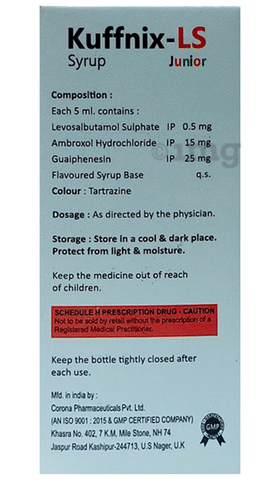 Kuffnix-LS
Syrup Junior
Composition :
Each 5 ml. contains :
Levosalbutamol Sulphate IP 0.5 mg
Ambroxol Hydrochloride IP 15 mg
Guaiphenesin IP 25 mg
Flavoured Syrup Base q.s.
Colour : Tartrazine
Dosage : As directed by the physician.
Storage : Store in a cool & dark place.
Protect from light & moisture.
Keep the medicine out of reach
of children.
SCHEDULE H PRESCRIPTION DRUG - CAUTION
Not to be sold by retail without the prescription of a
Registered Medical Practitioner.
Keep the bottle tightly closed after
each use.
Mfd. in india by :
Corona Pharmaceuticals Pvt. Ltd.
(AN ISO 9001 : 2015 & GMP CERTIFIED COMPANY)
Khasra No. 402, 7 K.M. Mile Stone, NH 74
Jaspur Road Kashipur-244713, U.S Nager, U.K
GMP